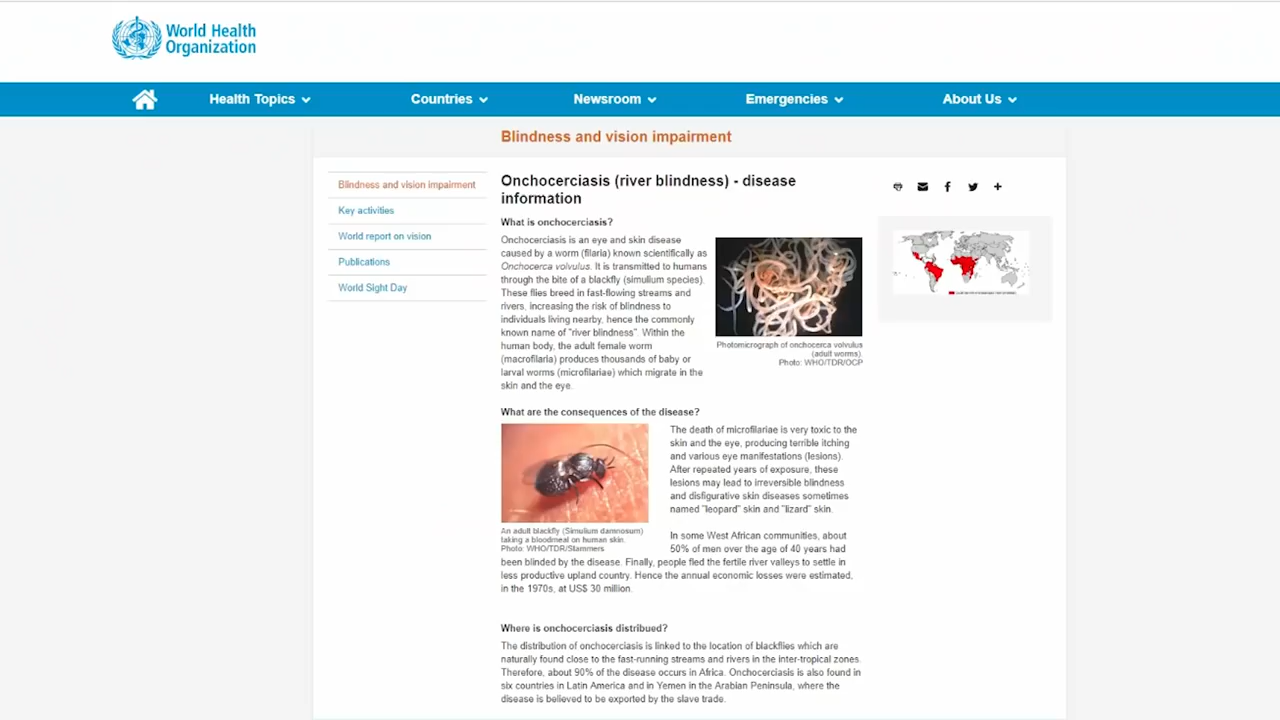 World Health
Organization
Health Topics
Countries
Newsroom
Emergencies
About Us
Blindness and vision impairment
Blindness and vision impairment
Key activities
World report on vision
Publications
World Sight Day
Onchocerciasis (river blindness) - disease
information
What is onchocerciasis?
Onchocerciasis is an eye and skin disease
caused by a worm (filaria) known scientifically as
Onchocerca volvulus. It is transmitted to humans
through the bite of a blackfly (simulium species).
These flies breed in fast-flowing streams and
rivers, increasing the risk of blindness to
individuals living nearby, hence the commonly
known name of "river blindness". Within the
human body, the adult female worm
(macrofilaria) produces thousands of baby or
larval worms (microfilariae) which migrate in the
skin and the eye.
Photomicrograph of onchocerca volvulus
(adult worms).
Photo: WHO/TDR/OCP
What are the consequences of the disease?
An adult blackfly (Simulium damnosum)
taking a bloodmeal on human skin.
Photo: WHO/TDR/Stammers
The death of microfilariae is very toxic to the
skin and the eye, producing terrible itching
and various eye manifestations (lesions).
After repeated years of exposure, these
lesions may lead to irreversible blindness
and disfigurative skin diseases sometimes
named "leopard" skin and "lizard" skin.
In some West African communities, about
50% of men over the age of 40 years had
been blinded by the disease. Finally, people fled the fertile river valleys to settle in
less productive upland country. Hence the annual economic losses were estimated,
in the 1970s, at US$ 30 million.
Where is onchocerciasis distribued?
The distribution of onchocerciasis is linked to the location of blackflies which are
naturally found close to the fast-running streams and rivers in the inter-tropical zones.
Therefore, about 90% of the disease occurs in Africa. Onchocerciasis is also found in
six countries in Latin America and in Yemen in the Arabian Peninsula, where the
disease is believed to be exported by the slave trade.